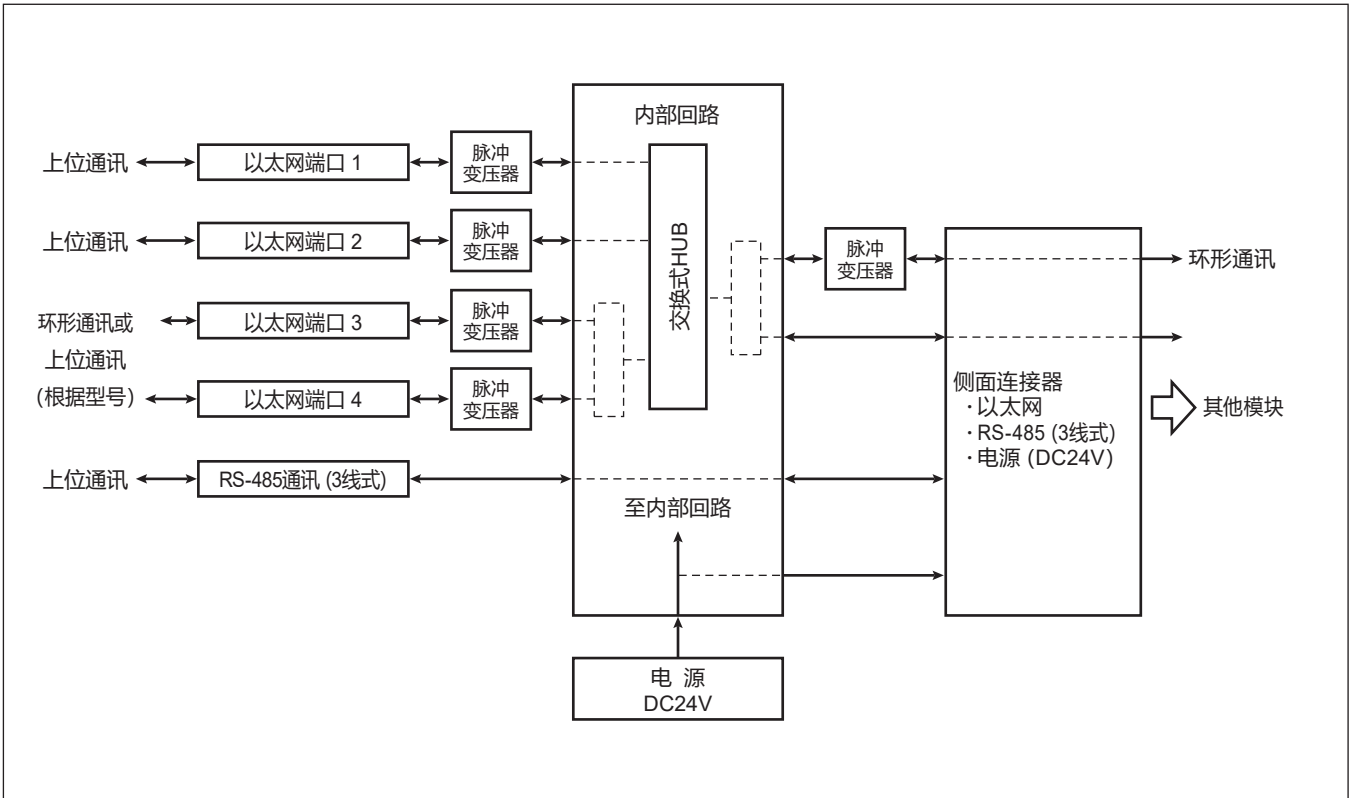 内部回路
上位通讯
以太网端口 1
脉冲
变压器
上位通讯
以太网端口 2
脉冲
变压器
交换式HUB
脉冲
变压器
环形通讯
环形通讯或
上位通讯
(根据型号)
以太网端口 3
脉冲
变压器
以太网端口 4
脉冲
变压器
侧面连接器
·以太网
·RS-485 (3线式)
·电源 (DC24V)
其他模块
上位通讯
RS-485通讯 (3线式)
至内部回路
电 源
DC24V